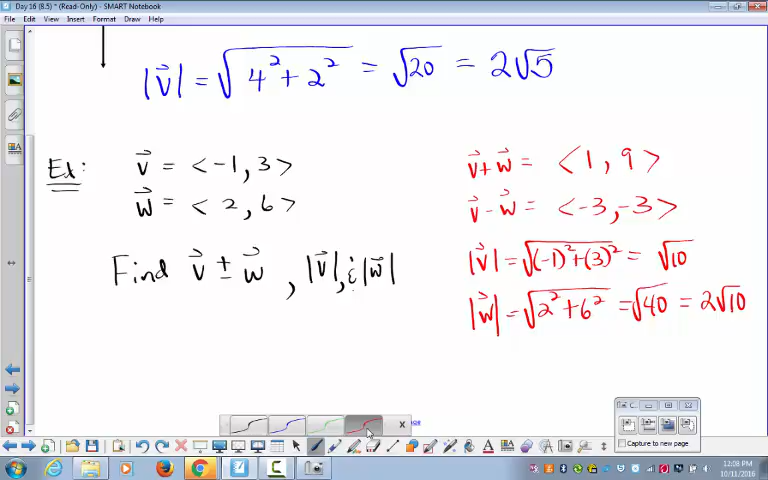 Day 16 (8.5) * (Read-Only) - SMART Notebook
File Edit View Insert Format Draw Help
|v⃗| = √(4² + 2²) = √20 = 2√5
Ex: v⃗ = < -1, 3 >
w⃗ = < 2, 6 >
Find v⃗ ± w⃗, |v⃗|, & |w⃗|
v⃗ + w⃗ = < 1, 9 >
v⃗ - w⃗ = < -3, -3 >
|v⃗| = √((-1)² + (3)²) = √10
|w⃗| = √(2² + 6²) = √40 = 2√10
Capture to new page
12:08 PM
10/11/2016